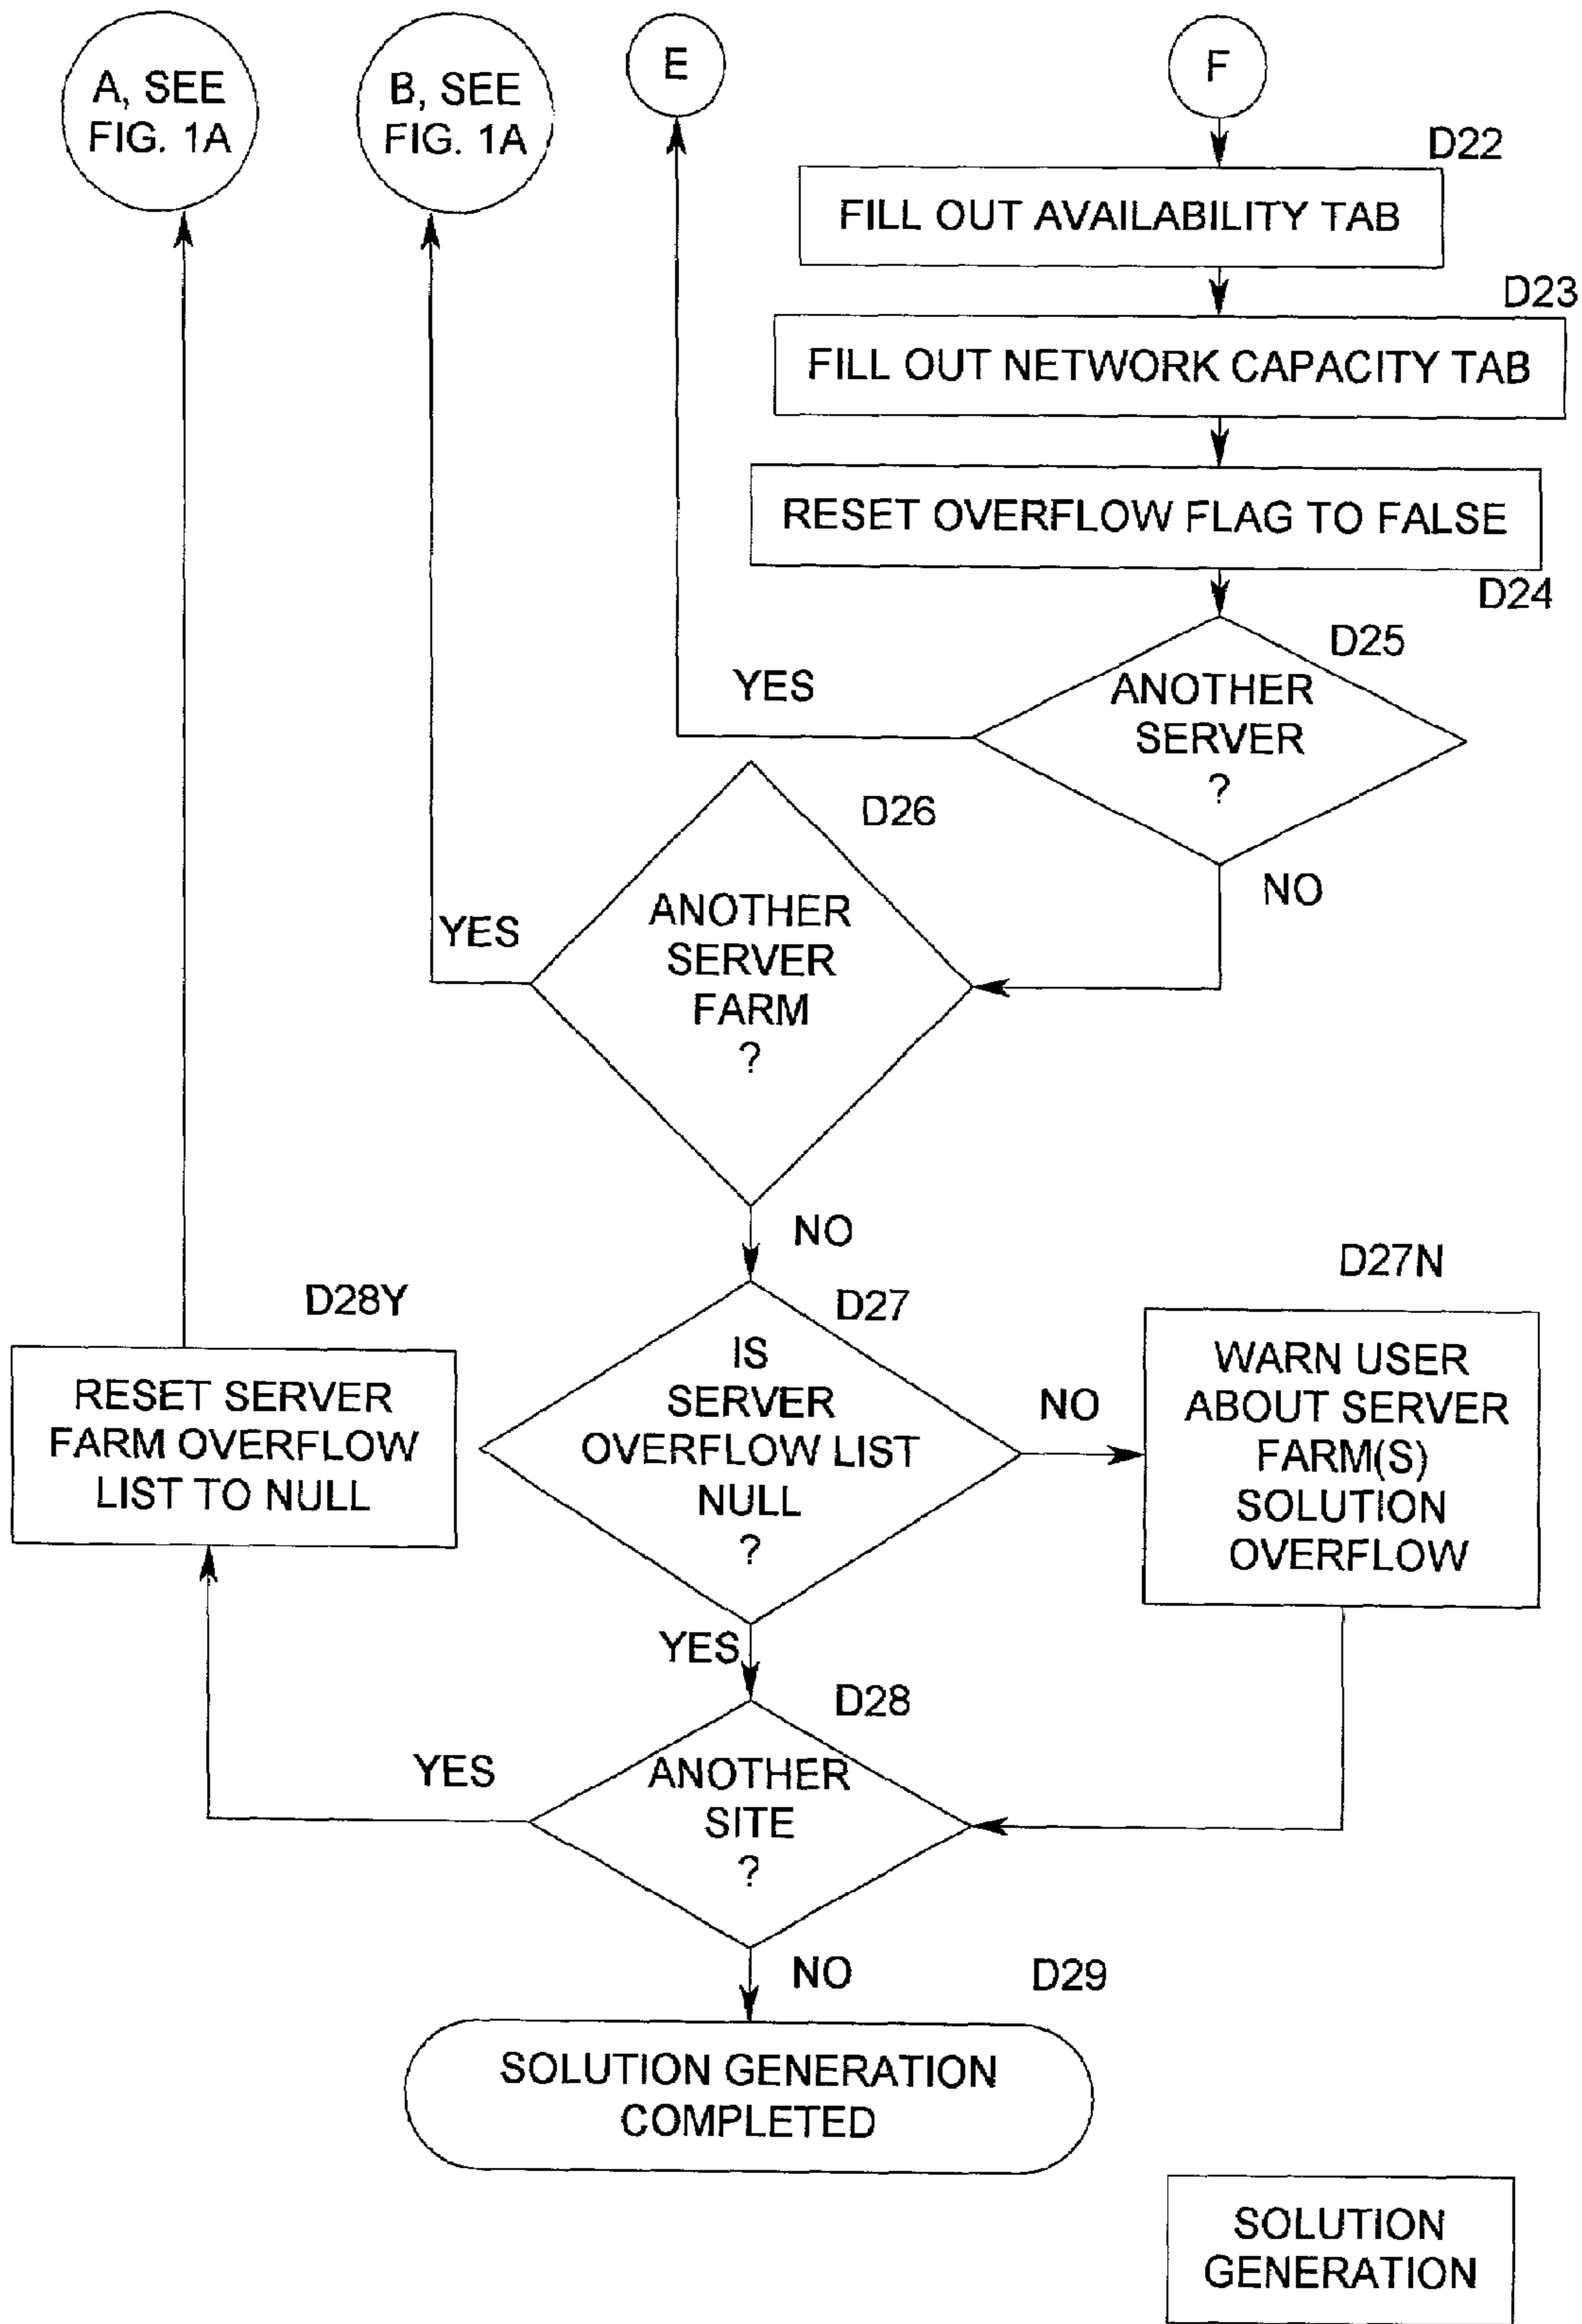 A, SEE
FIG. 1A
B, SEE
FIG. 1A
E
F
D22
FILL OUT AVAILABILITY TAB
D23
FILL OUT NETWORK CAPACITY TAB
RESET OVERFLOW FLAG TO FALSE
D24
D25
YES
ANOTHER
SERVER
?
NO
D26
YES
ANOTHER
SERVER
FARM
?
NO
D27
IS
SERVER
OVERFLOW LIST
NULL
?
NO
D27N
WARN USER
ABOUT SERVER
FARM(S)
SOLUTION
OVERFLOW
D28Y
RESET SERVER
FARM OVERFLOW
LIST TO NULL
YES
D28
YES
ANOTHER
SITE
?
NO
D29
SOLUTION GENERATION
COMPLETED
SOLUTION
GENERATION